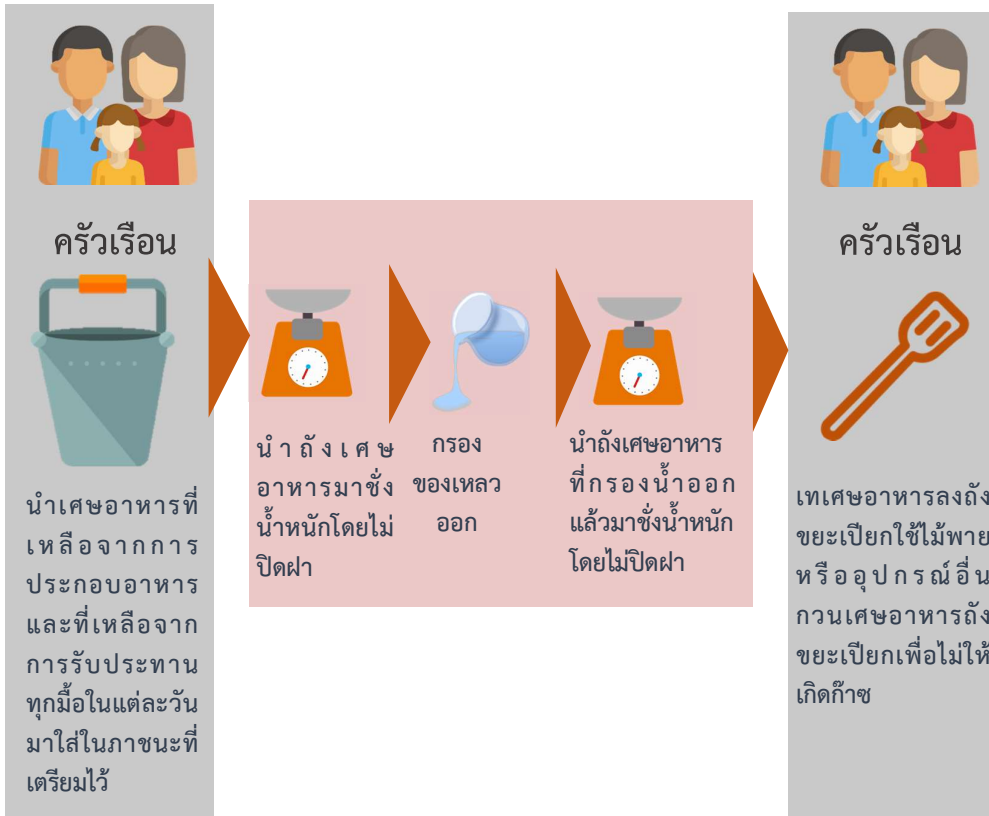 ครัวเรือน
นำเศษอาหารที่
เหลือจากการ
ประกอบอาหาร
และที่เหลือจาก
การรับประทาน
ทุกมื้อในแต่ละวัน
มาใส่ในภาชนะที่
เตรียมไว้
นำถังเศษ
อาหารมาชั่ง
น้ำหนักโดยไม่
ปิดฝา
กรอง
ของเหลว
ออก
นำถังเศษอาหาร
ที่กรองน้ำออก
แล้วมาชั่งน้ำหนัก
โดยไม่ปิดฝา
ครัวเรือน
เทเศษอาหารลงถัง
ขยะเปียกใช้ไม้พาย
หรืออุปกรณ์อื่น
กวนเศษอาหารถัง
ขยะเปียกเพื่อไม่ให้
เกิดก๊าซ